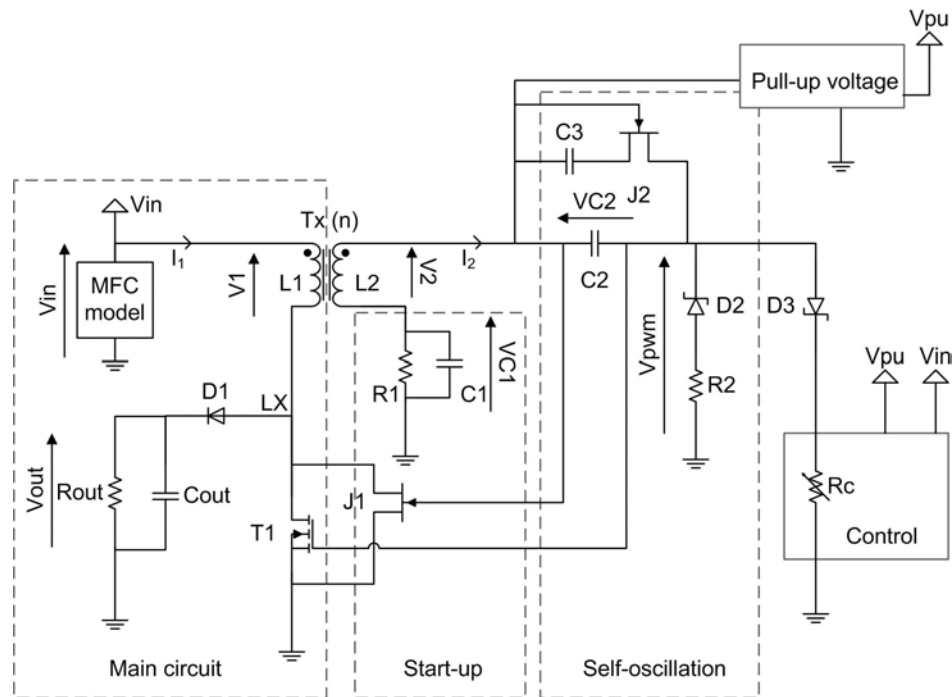 Vpu
Pull-up voltage
C3
J2
VC2
Vin
Tx (n)
I1
I2
C2
MFC
model
Vin
V1
L1
L2
V2
Vpwm
D2
D3
VC1
R1
C1
R2
Vpu
Vin
D1
LX
Vout
Rout
Cout
J1
T1
Rc
Control
Main circuit
Start-up
Self-oscillation